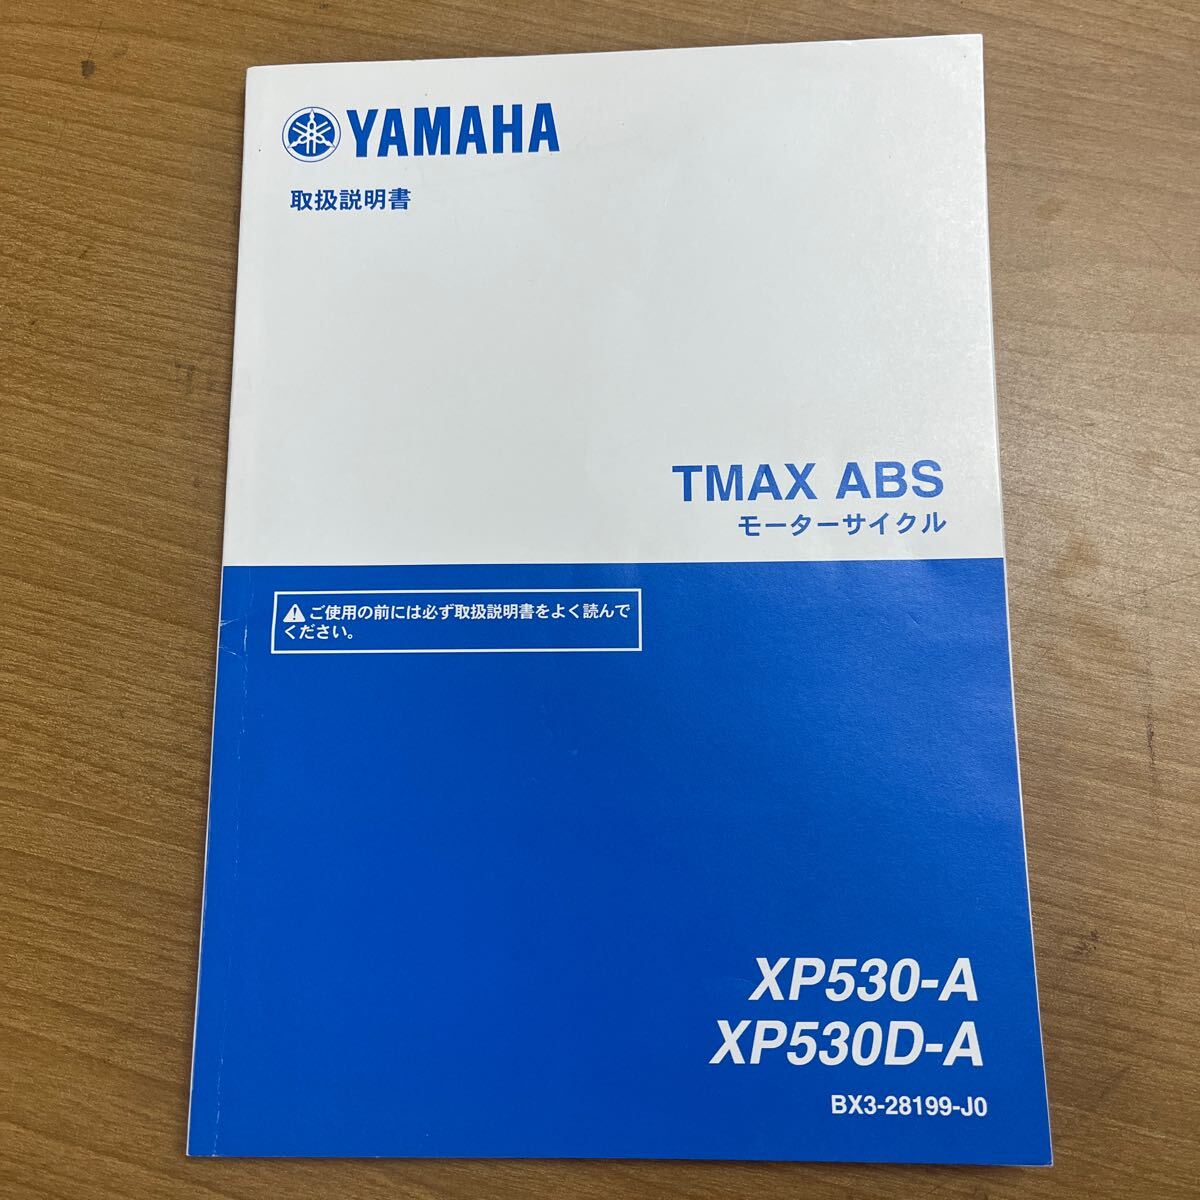 YAMAHA
取扱説明書
TMAX ABS
モーターサイクル
ご使用の前には必ず取扱説明書をよく読んで
ください。
XP530-A
XP530D-A
BX3-28199-J0